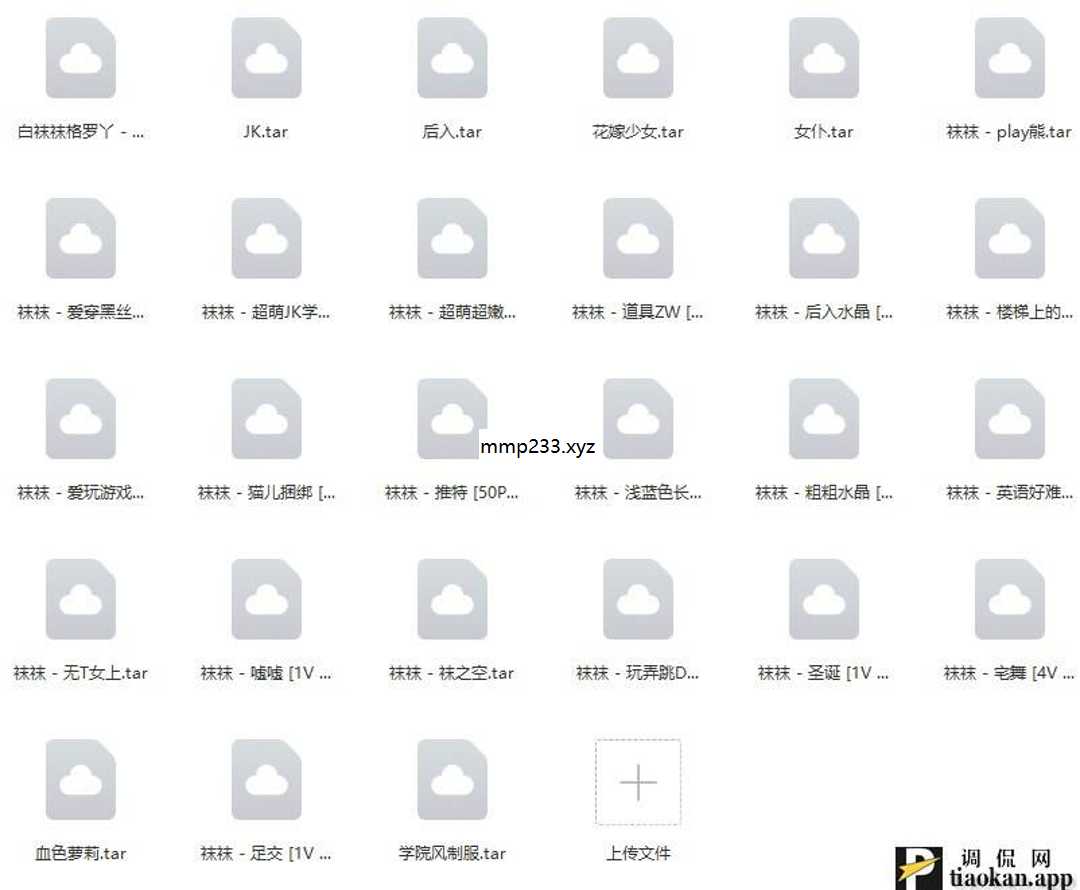 白袜袜格罗丫 - ...
JK.tar
后入.tar
花嫁少女.tar
女仆.tar
袜袜 - play熊.tar
袜袜 - 爱穿黑丝...
袜袜 - 超萌JK学...
袜袜 - 超萌超嫩...
袜袜 - 道具ZW [...
袜袜 - 后入水晶 [...
袜袜 - 楼梯上的...
袜袜 - 爱玩游戏...
袜袜 - 猫儿捆绑 [...
袜袜 - 推特 [50P...
袜袜 - 浅蓝色长...
袜袜 - 粗粗水晶 [...
袜袜 - 英语好难...
mmp233.xyz
袜袜 - 无T女上.tar
袜袜 - 嘘嘘 [1V ...
袜袜 - 袜之空.tar
袜袜 - 玩弄跳D...
袜袜 - 圣诞 [1V ...
袜袜 - 宅舞 [4V ...
血色萝莉.tar
袜袜 - 足交 [1V ...
学院风制服.tar
上传文件
调侃网
tiaokan.app